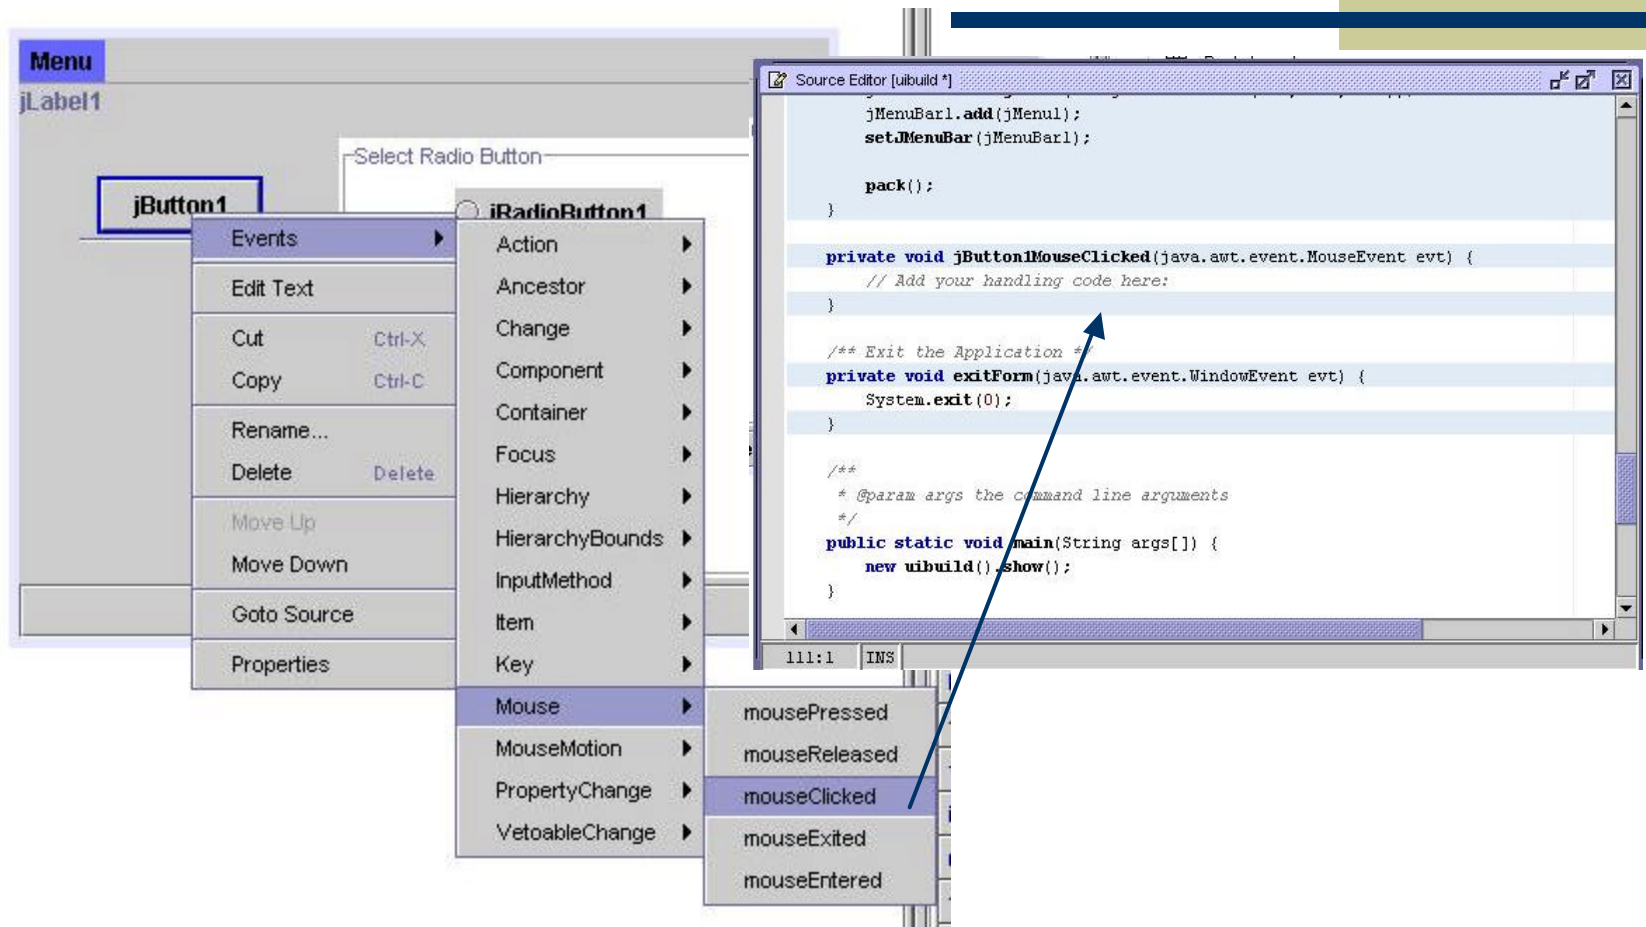 Menu
jLabel1
Select Radio Button
jButton1
jRadioButton1
Events
Edit Text
Cut Ctrl-X
Copy Ctrl-C
Rename...
Delete Delete
Move Up
Move Down
Goto Source
Properties
Action
Ancestor
Change
Component
Container
Focus
Hierarchy
HierarchyBounds
InputMethod
Item
Key
Mouse
MouseMotion
PropertyChange
VetoableChange
mousePressed
mouseReleased
mouseClicked
mouseExited
mouseEntered
Source Editor [uibuild *]
jMenuBar1.add(jMenu1);
setJMenuBar(jMenuBar1);
pack();
}
private void jButton1MouseClicked(java.awt.event.MouseEvent evt) {
// Add your handling code here:
}
/** Exit the Application */
private void exitForm(java.awt.event.WindowEvent evt) {
System.exit(0);
}
/**
* @param args the command line arguments
*/
public static void main(String args[]) {
new uibuild().show();
}
111:1 INS